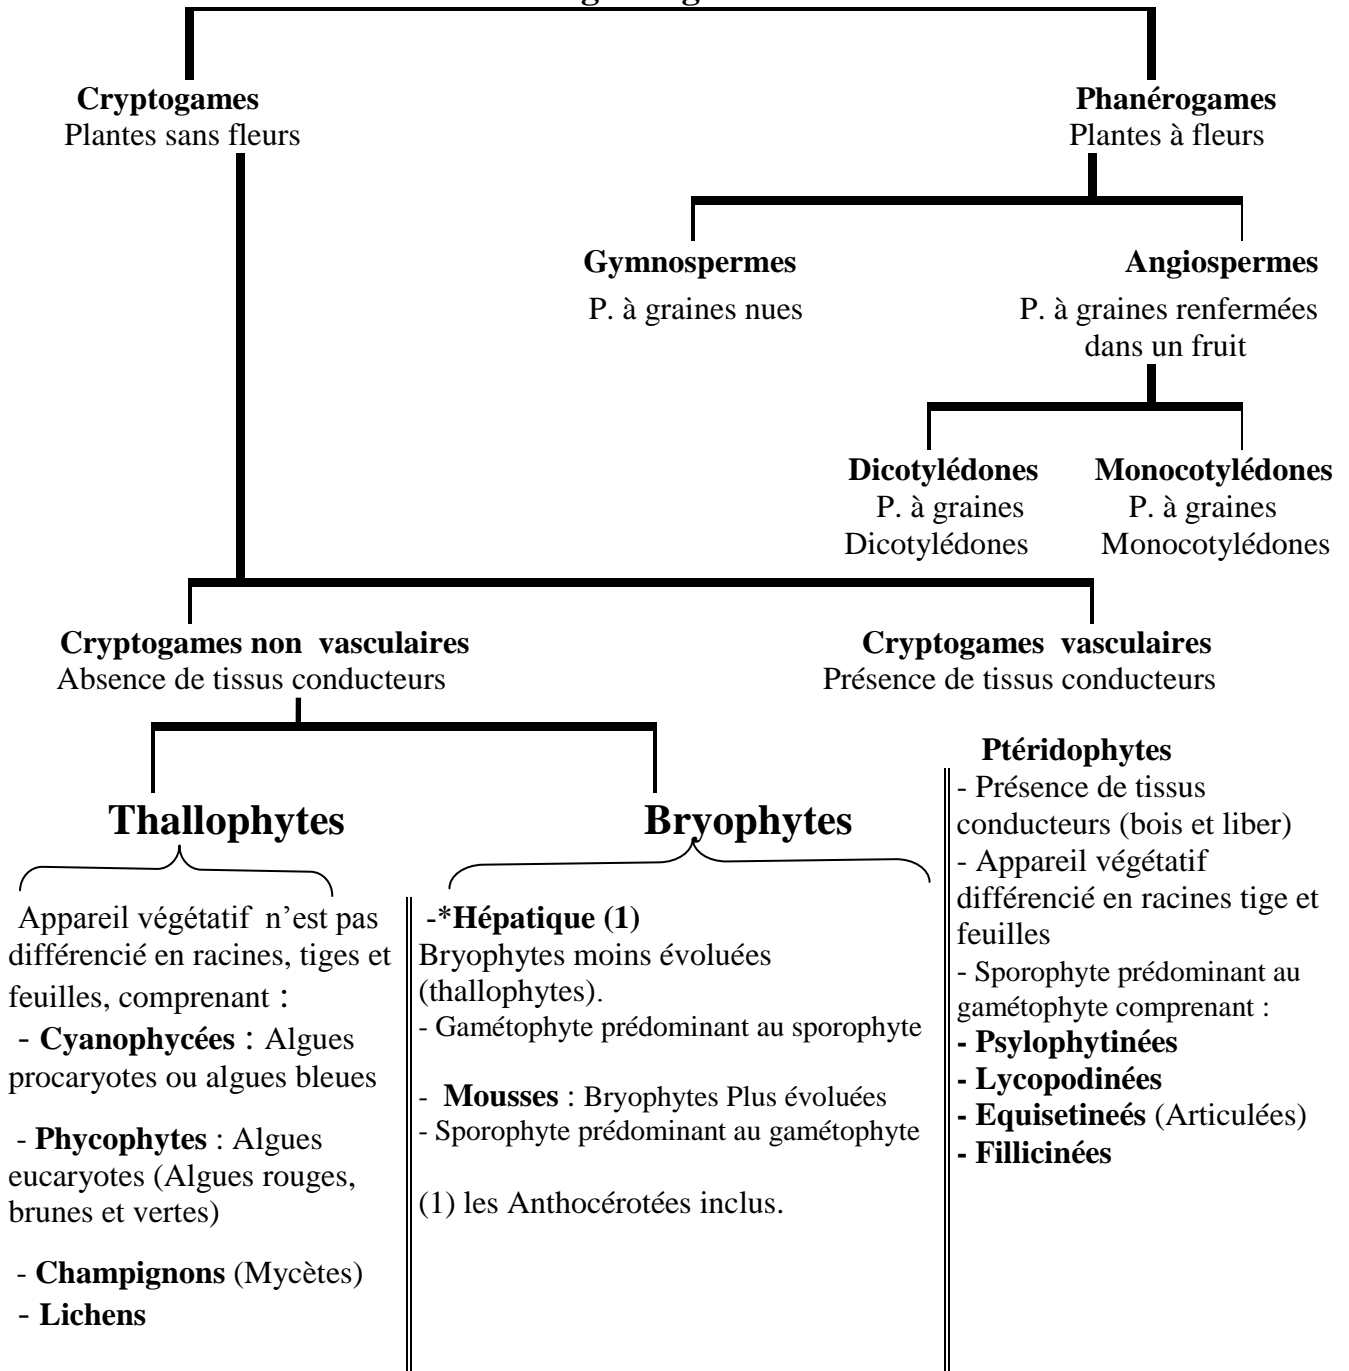 Cryptogames
Plantes sans fleurs
Phanérogames
Plantes à fleurs
Gymnospermes
P. à graines nues
Angiospermes
P. à graines renfermées
dans un fruit
Dicotylédones
P. à graines
Dicotylédones
Monocotylédones
P. à graines
Monocotylédones
Cryptogames non vasculaires
Absence de tissus conducteurs
Cryptogames vasculaires
Présence de tissus conducteurs
Thallophytes
Appareil végétatif n’est pas
différencié en racines, tiges et
feuilles, comprenant :
- Cyanophycées : Algues
procaryotes ou algues bleues
- Phycophytes : Algues
eucaryotes (Algues rouges,
brunes et vertes)
- Champignons (Mycètes)
- Lichens
Bryophytes
-*Hépatique (1)
Bryophytes moins évoluées
(thallophytes).
- Gamétophyte prédominant au sporophyte
- Mousses : Bryophytes Plus évoluées
- Sporophyte prédominant au gamétophyte
(1) les Anthocérotées inclus.
Ptéridophytes
- Présence de tissus
conducteurs (bois et liber)
- Appareil végétatif
différencié en racines tige et
feuilles
- Sporophyte prédominant au
gamétophyte comprenant :
- Psylophytinées
- Lycopodinées
- Equisetineés (Articulées)
- Fillicinées